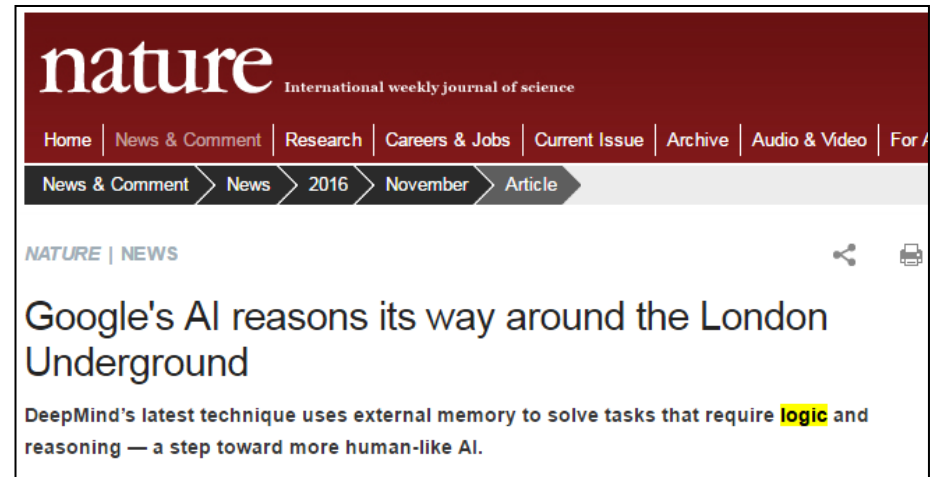 nature International weekly journal of science
Home News & Comment Research Careers & Jobs Current Issue Archive Audio & Video For
News & Comment News 2016 November Article
NATURE | NEWS
Google's AI reasons its way around the London
Underground
DeepMind’s latest technique uses external memory to solve tasks that require logic and
reasoning — a step toward more human-like AI.